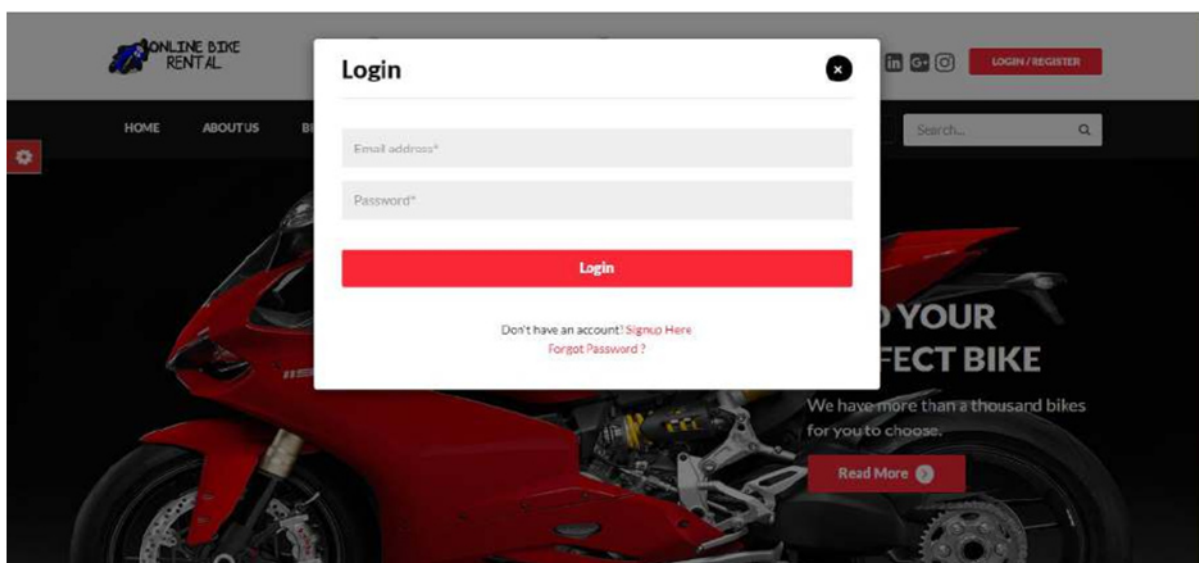 ONLINE BIKE
RENTAL
LOGIN / REGISTER
HOME ABOUT US
Search...
Login
Email address*
Password*
Login
Don't have an account? Signup Here
Forgot Password ?
YOUR
BIKE
We have more than a thousand bikes
for you to choose.
Read More